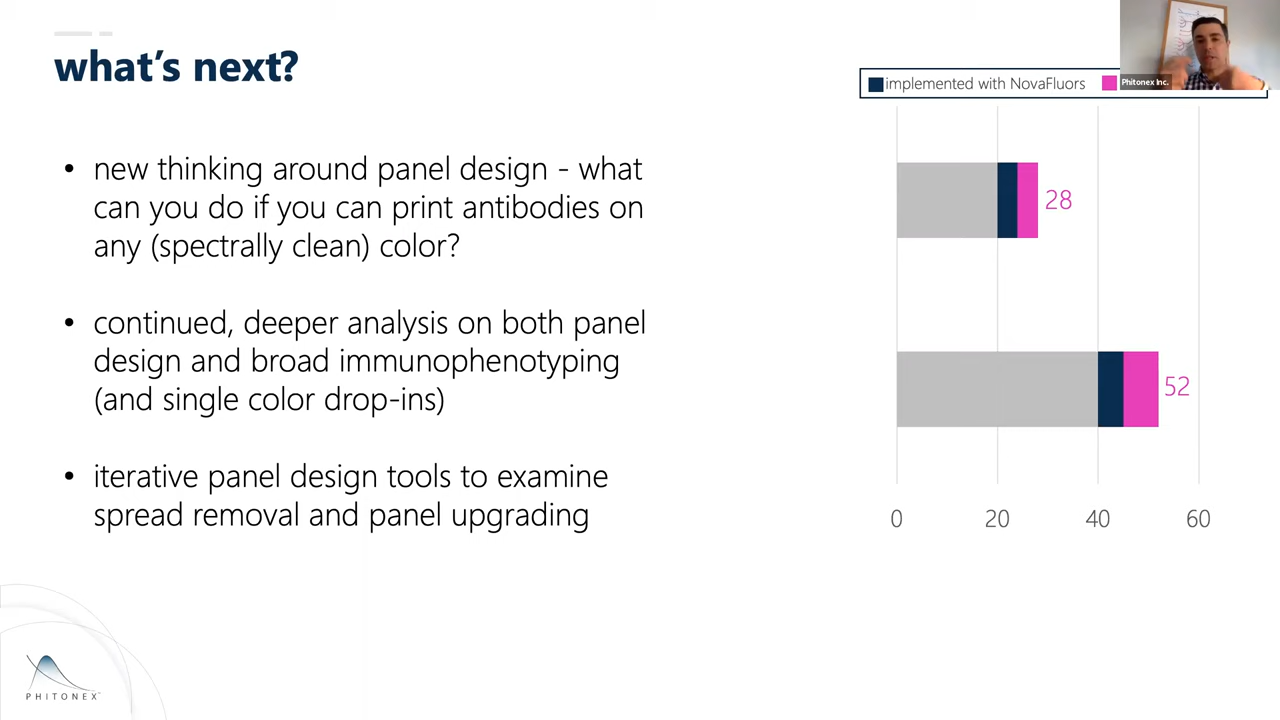 what's next?
implemented with NovaFluors
Phitonex Inc.
• new thinking around panel design - what
can you do if you can print antibodies on
any (spectrally clean) color?
• continued, deeper analysis on both panel
design and broad immunophenotyping
(and single color drop-ins)
• iterative panel design tools to examine
spread removal and panel upgrading
28
52
0 20 40 60
PHITONEX